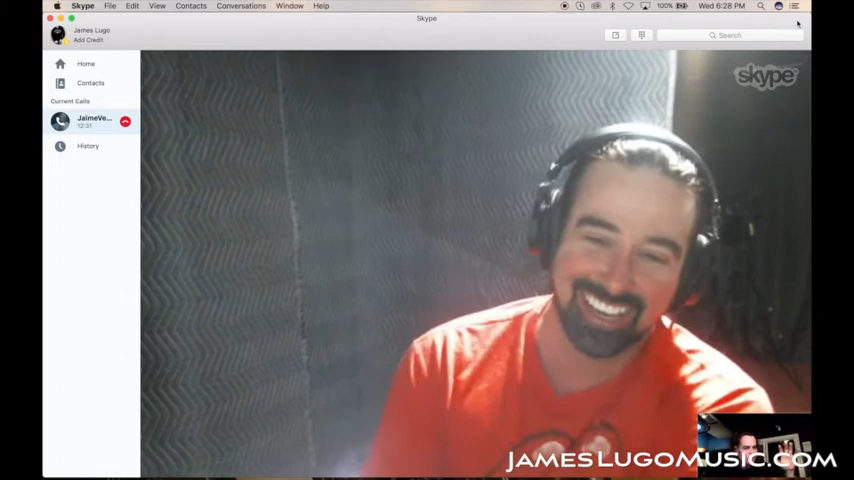 Skype File Edit View Contacts Conversations Window Help 100% Wed 6:28 PM
Skype
James Lugo
Add Credit
Search
Home
Contacts
Current Calls
JaimeVe...
12:31
History
skype
JamesLugoMusic.com